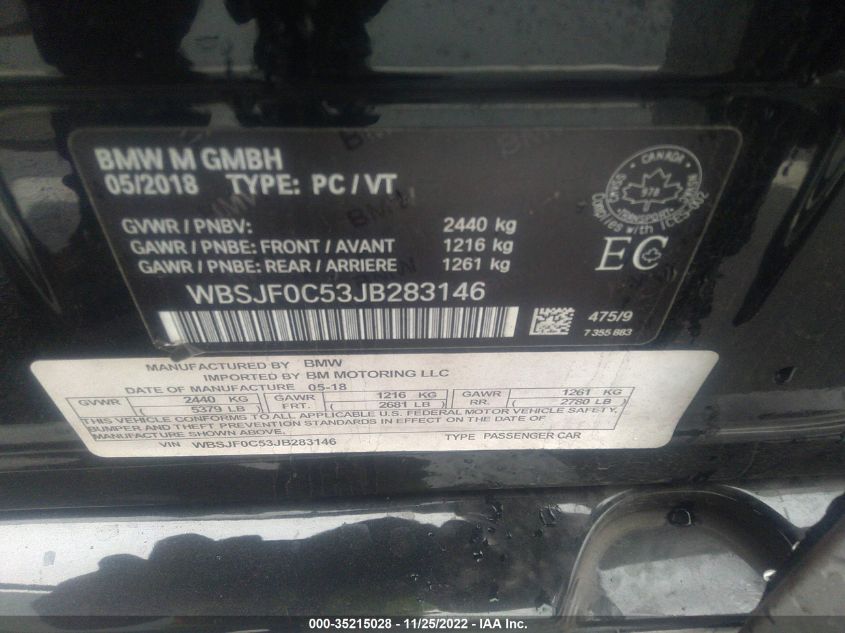 BMW M GMBH
05/2018 TYPE: PC / VT
GVWR / PNBV: 2440 kg
GAWR / PNBE: FRONT / AVANT 1216 kg
GAWR / PNBE: REAR / ARRIERE 1261 kg
WBSJF0C53JB283146
CANADA
978
TRANSPORT
EC
475/9
7 355 883
MANUFACTURED BY BMW
IMPORTED BY BM MOTORING LLC
DATE OF MANUFACTURE 05-18
GVWR 2440 KG GAWR FRT. 1216 KG GAWR RR. 1261 KG
( 5379 LB ) ( 2681 LB ) ( 2780 LB )
THIS VEHICLE CONFORMS TO ALL APPLICABLE U.S. FEDERAL MOTOR VEHICLE SAFETY,
BUMPER AND THEFT PREVENTION STANDARDS IN EFFECT ON THE DATE OF
MANUFACTURE SHOWN ABOVE.
VIN WBSJF0C53JB283146 TYPE PASSENGER CAR
000-35215028 - 11/25/2022 - IAA Inc.